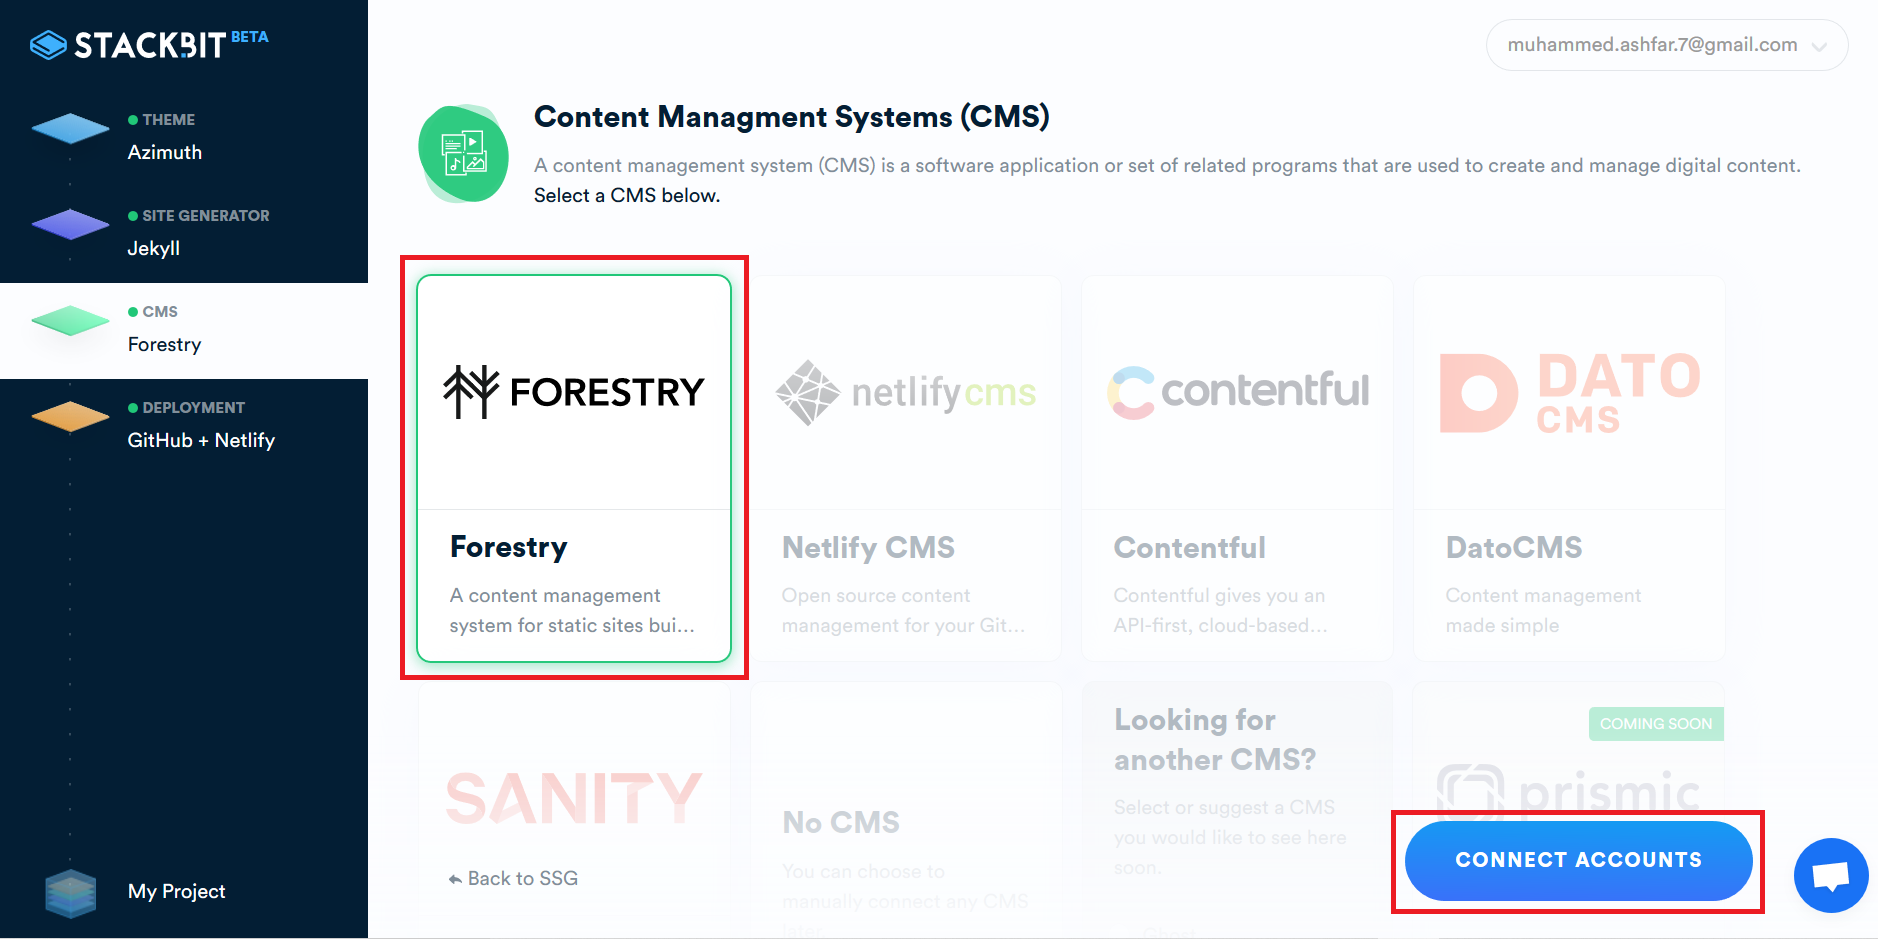 STACKBIT BETA
THEME
Azimuth
SITE GENERATOR
Jekyll
CMS
Forestry
DEPLOYMENT
GitHub + Netlify
My Project
muhammed.ashfar.7@gmail.com
Content Managment Systems (CMS)
A content management system (CMS) is a software application or set of related programs that are used to create and manage digital content.
Select a CMS below.
FORESTRY
Forestry
A content management
system for static sites bui...
netlifycms
Netlify CMS
Open source content
management for your Git...
contentful
Contentful
Contentful gives you an
API-first, cloud-based...
DATO
CMS
DatoCMS
Content management
made simple
SANITY
Back to SSG
No CMS
You can choose to
manually connect any CMS
later
Looking for
another CMS?
Select or suggest a CMS
you would like to see here
soon.
Ghost
COMING SOON
prismic
CONNECT ACCOUNTS